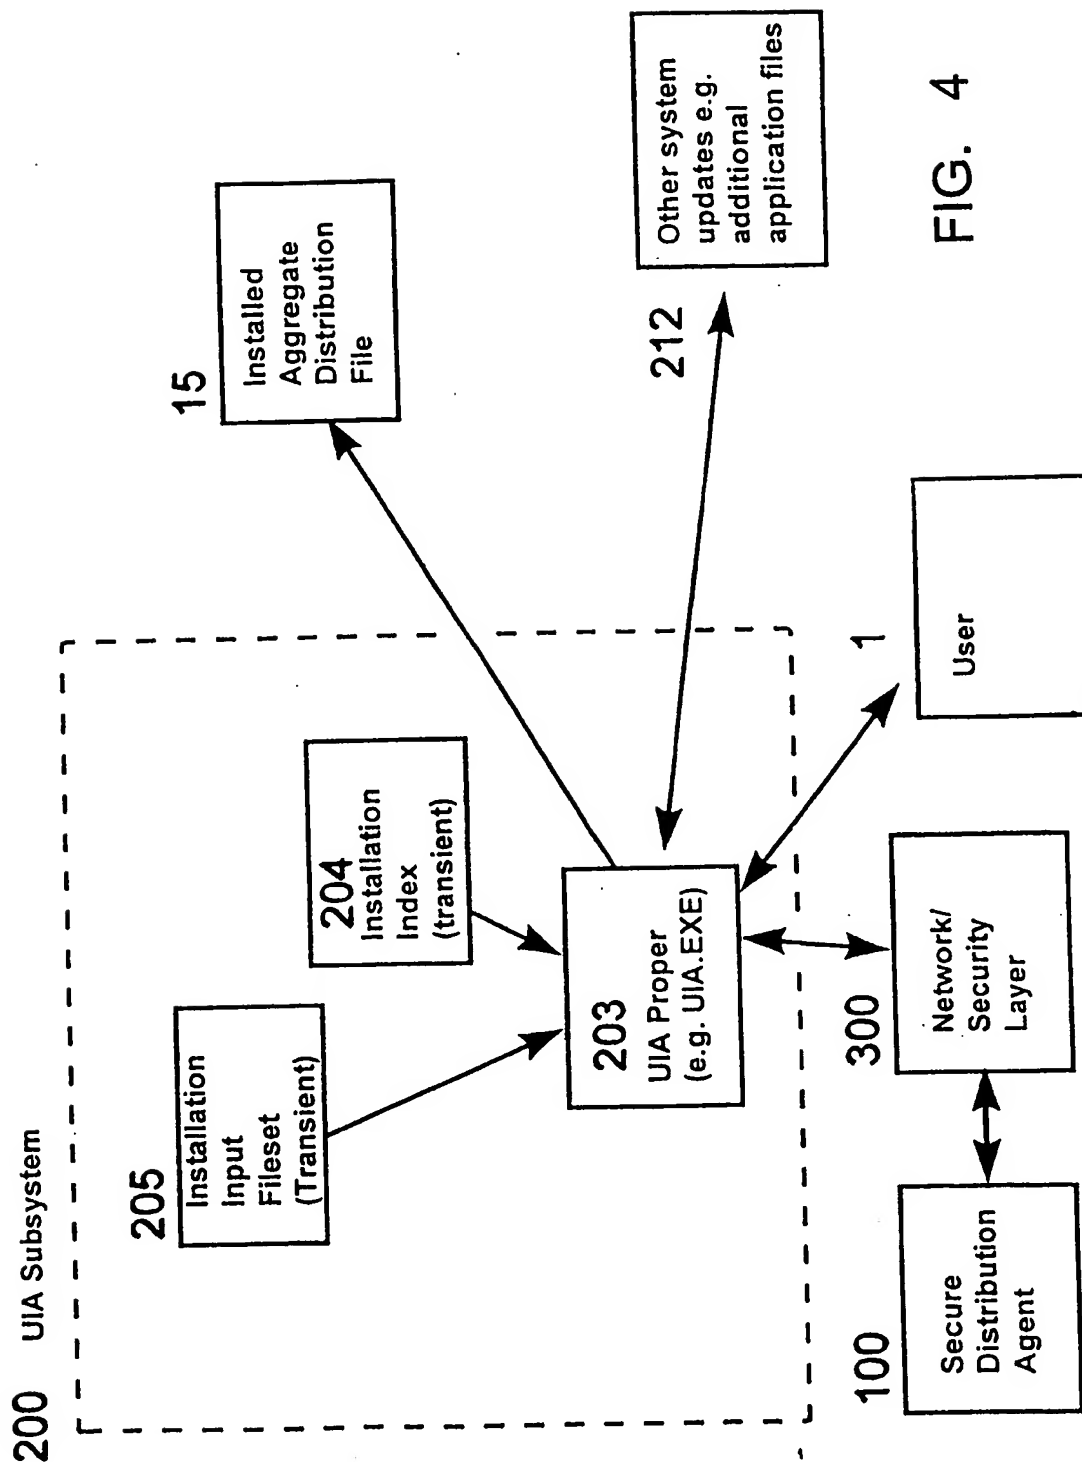 200 UIA Subsystem
205
Installation
Input
Fileset
(Transient)
204
Installation
Index
(transient)
203
UIA Proper
(e.g. UIA.EXE)
15
Installed
Aggregate
Distribution
File
212
Other system
updates e.g.
additional
application files
100
Secure
Distribution
Agent
300
Network/
Security
Layer
1
User
FIG. 4